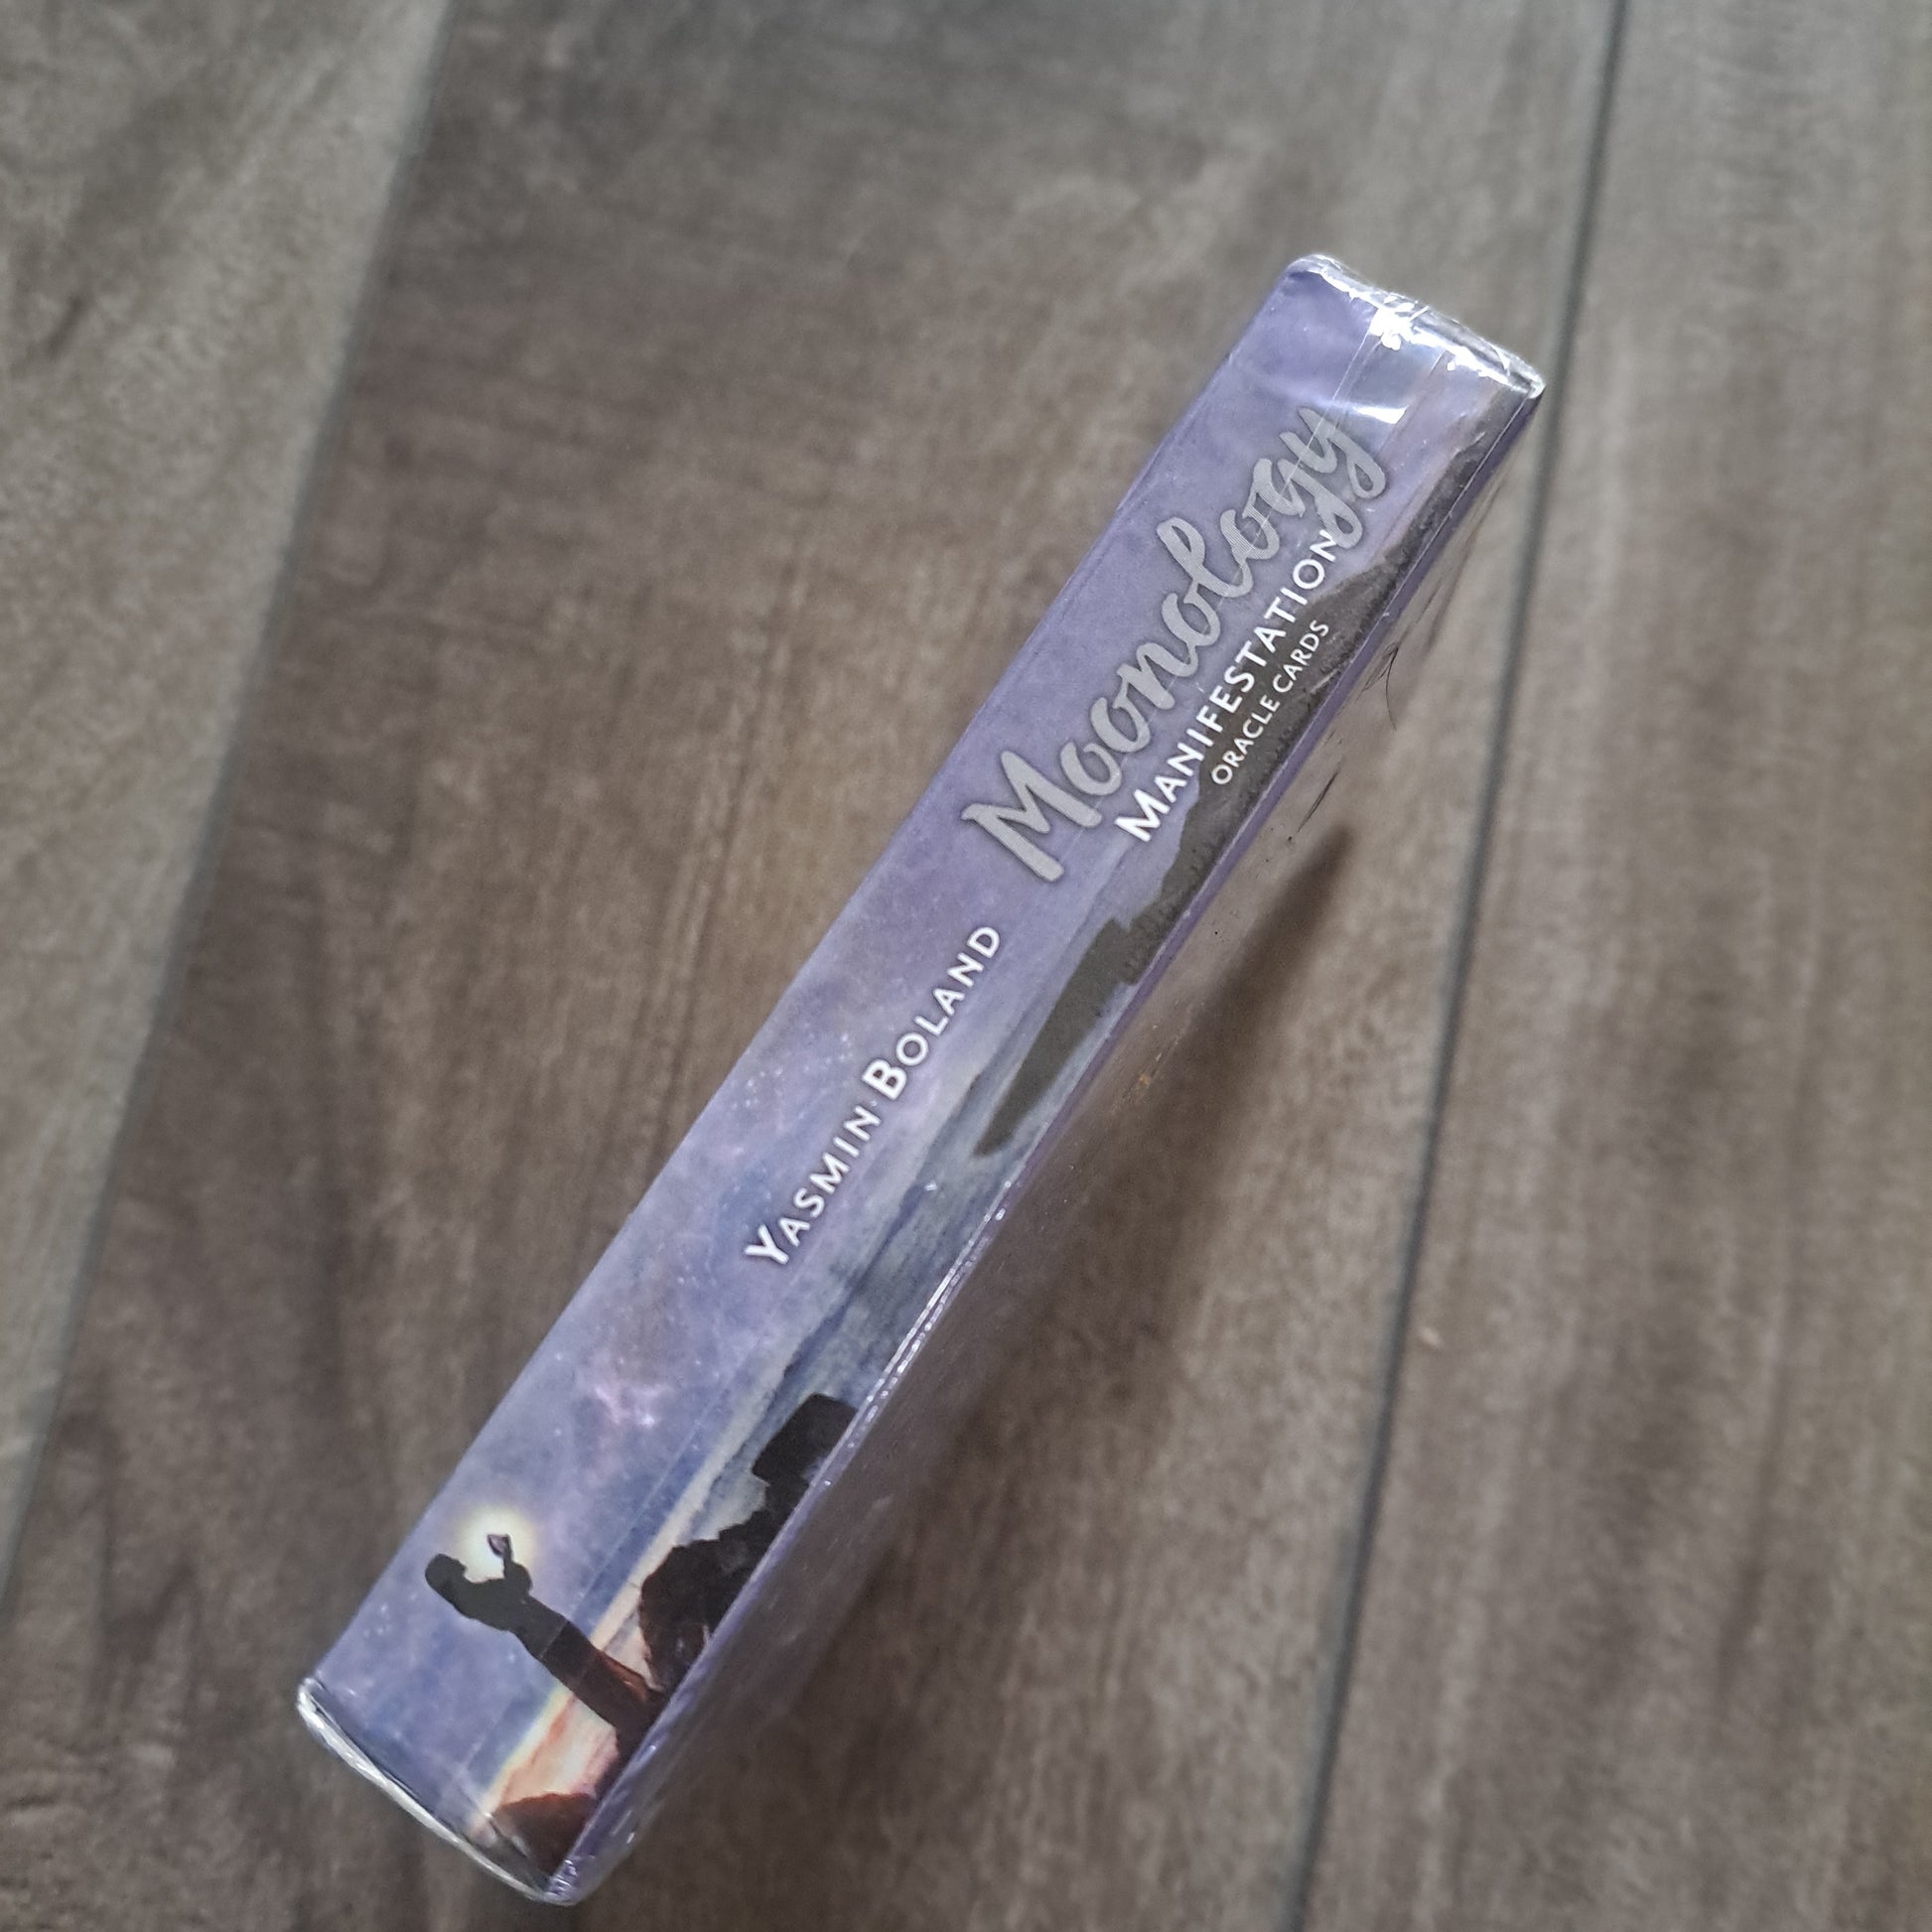 YASMIN BOLAND
Moonology
MANIFESTATION
ORACLE CARDS